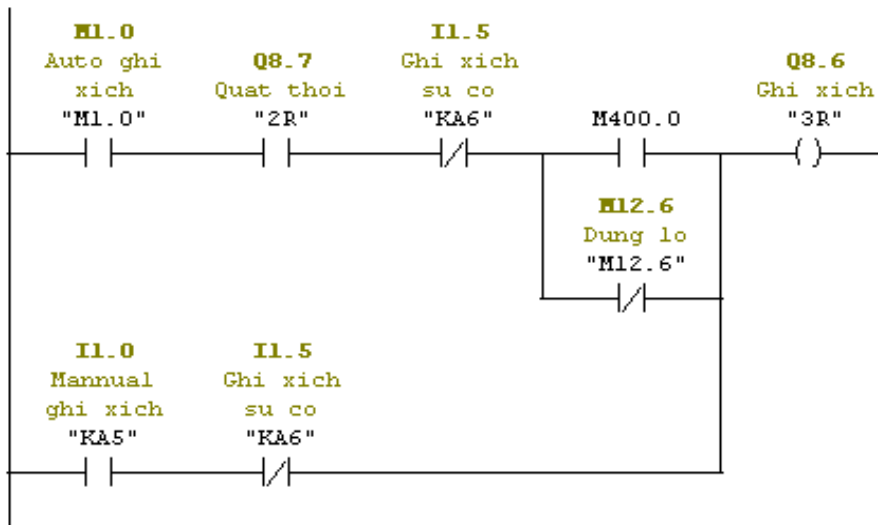 M1.0
Auto ghi
xich
"M1.0"
Q8.7
Quat thoi
"2R"
I1.5
Ghi xich
su co
"KA6"
M400.0
Q8.6
Ghi xich
"3R"
M12.6
Dung lo
"M12.6"
I1.0
Mannual
ghi xich
"KA5"
I1.5
Ghi xich
su co
"KA6"